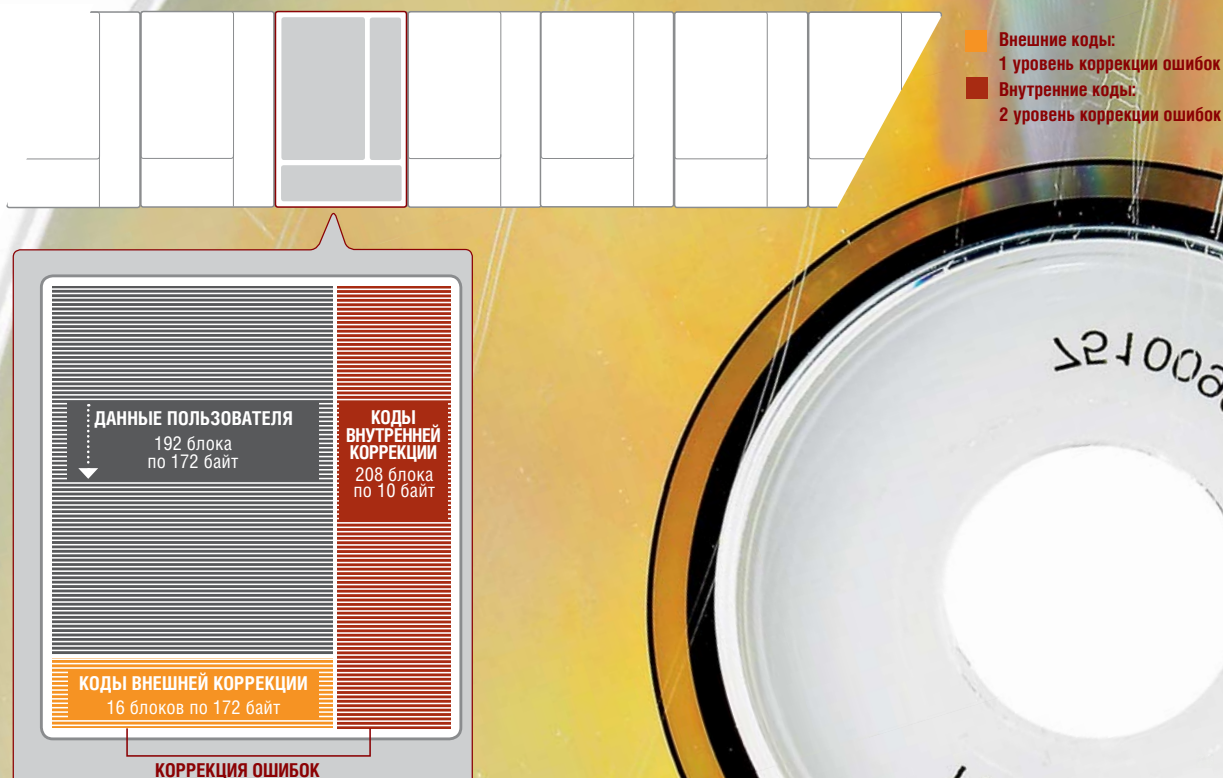 Внешние коды:
1 уровень коррекции ошибок
Внутренние коды:
2 уровень коррекции ошибок
ДАННЫЕ ПОЛЬЗОВАТЕЛЯ
192 блока
по 172 байт
КОДЫ
ВНУТРЕННЕЙ
КОРРЕКЦИИ
208 блока
по 10 байт
КОДЫ ВНЕШНЕЙ КОРРЕКЦИИ
16 блоков по 172 байт
КОРРЕКЦИЯ ОШИБОК
751009